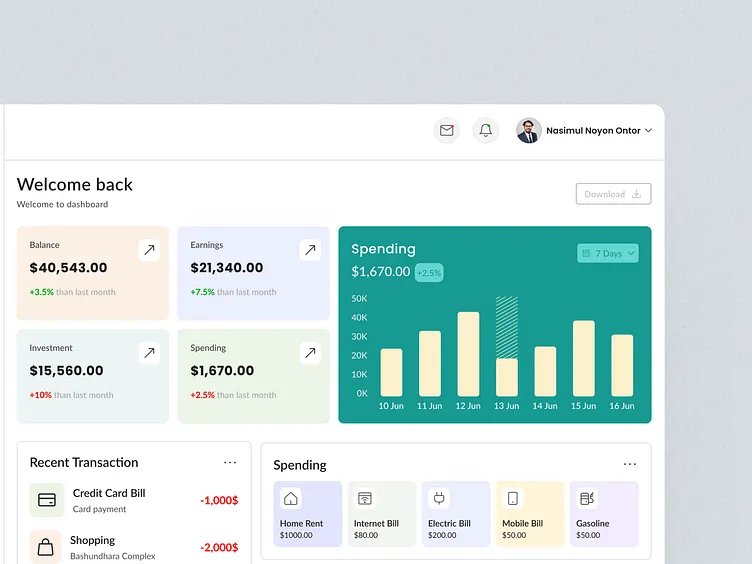 Nasimul Noyon Ontor
Welcome back
Welcome to dashboard
Download
Balance
$40,543.00
+3.5% than last month
Earnings
$21,340.00
+7.5% than last month
Investment
$15,560.00
+10% than last month
Spending
$1,670.00
+2.5% than last month
Spending
$1,670.00 +2.5%
7 Days
50K
40K
30K
20K
10K
0K
10 Jun 11 Jun 12 Jun 13 Jun 14 Jun 15 Jun 16 Jun
Recent Transaction
Credit Card Bill
Card payment
-1,000$
Shopping
Bashundhara Complex
-2,000$
Spending
Home Rent
$1000.00
Internet Bill
$80.00
Electric Bill
$200.00
Mobile Bill
$50.00
Gasoline
$50.00